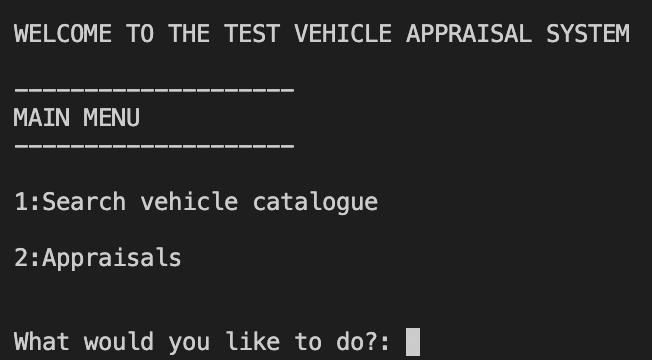 WELCOME TO THE TEST VEHICLE APPRAISAL SYSTEM
--------------------
MAIN MENU
--------------------
1:Search vehicle catalogue
2:Appraisals
What would you like to do?: